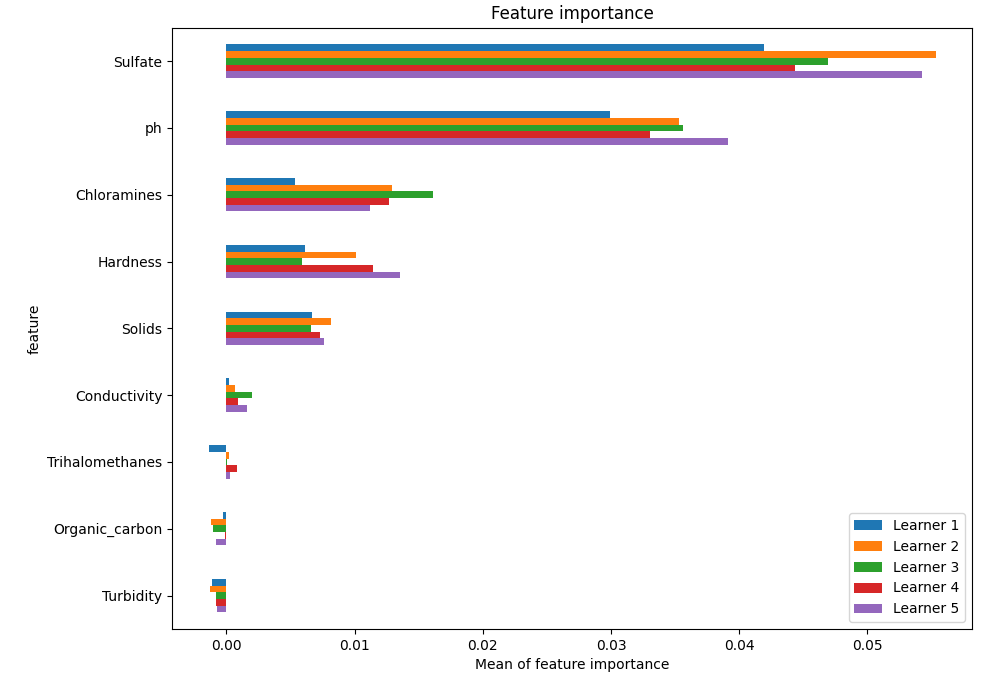 Feature importance
Sulfate
ph
Chloramines
Hardness
Solids
Conductivity
Trihalomethanes
Organic_carbon
Turbidity
feature
0.00 0.01 0.02 0.03 0.04 0.05
Mean of feature importance
Learner 1
Learner 2
Learner 3
Learner 4
Learner 5